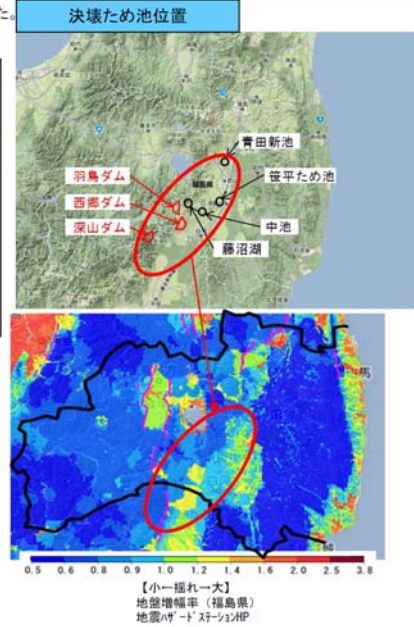 た。
決壊ため池位置
青田新池
羽鳥ダム
福島県
笹平ため池
西郷ダム
深山ダム
中池
藤沼湖
0.5 0.6 0.8 0.9 1.0 1.2 1.4 1.6 2.0 2.5 3.8
【小←揺れ→大】
地盤増幅率（福島県）
地震ﾊｻﾞｰﾄﾞｽﾃｰｼｮﾝHP